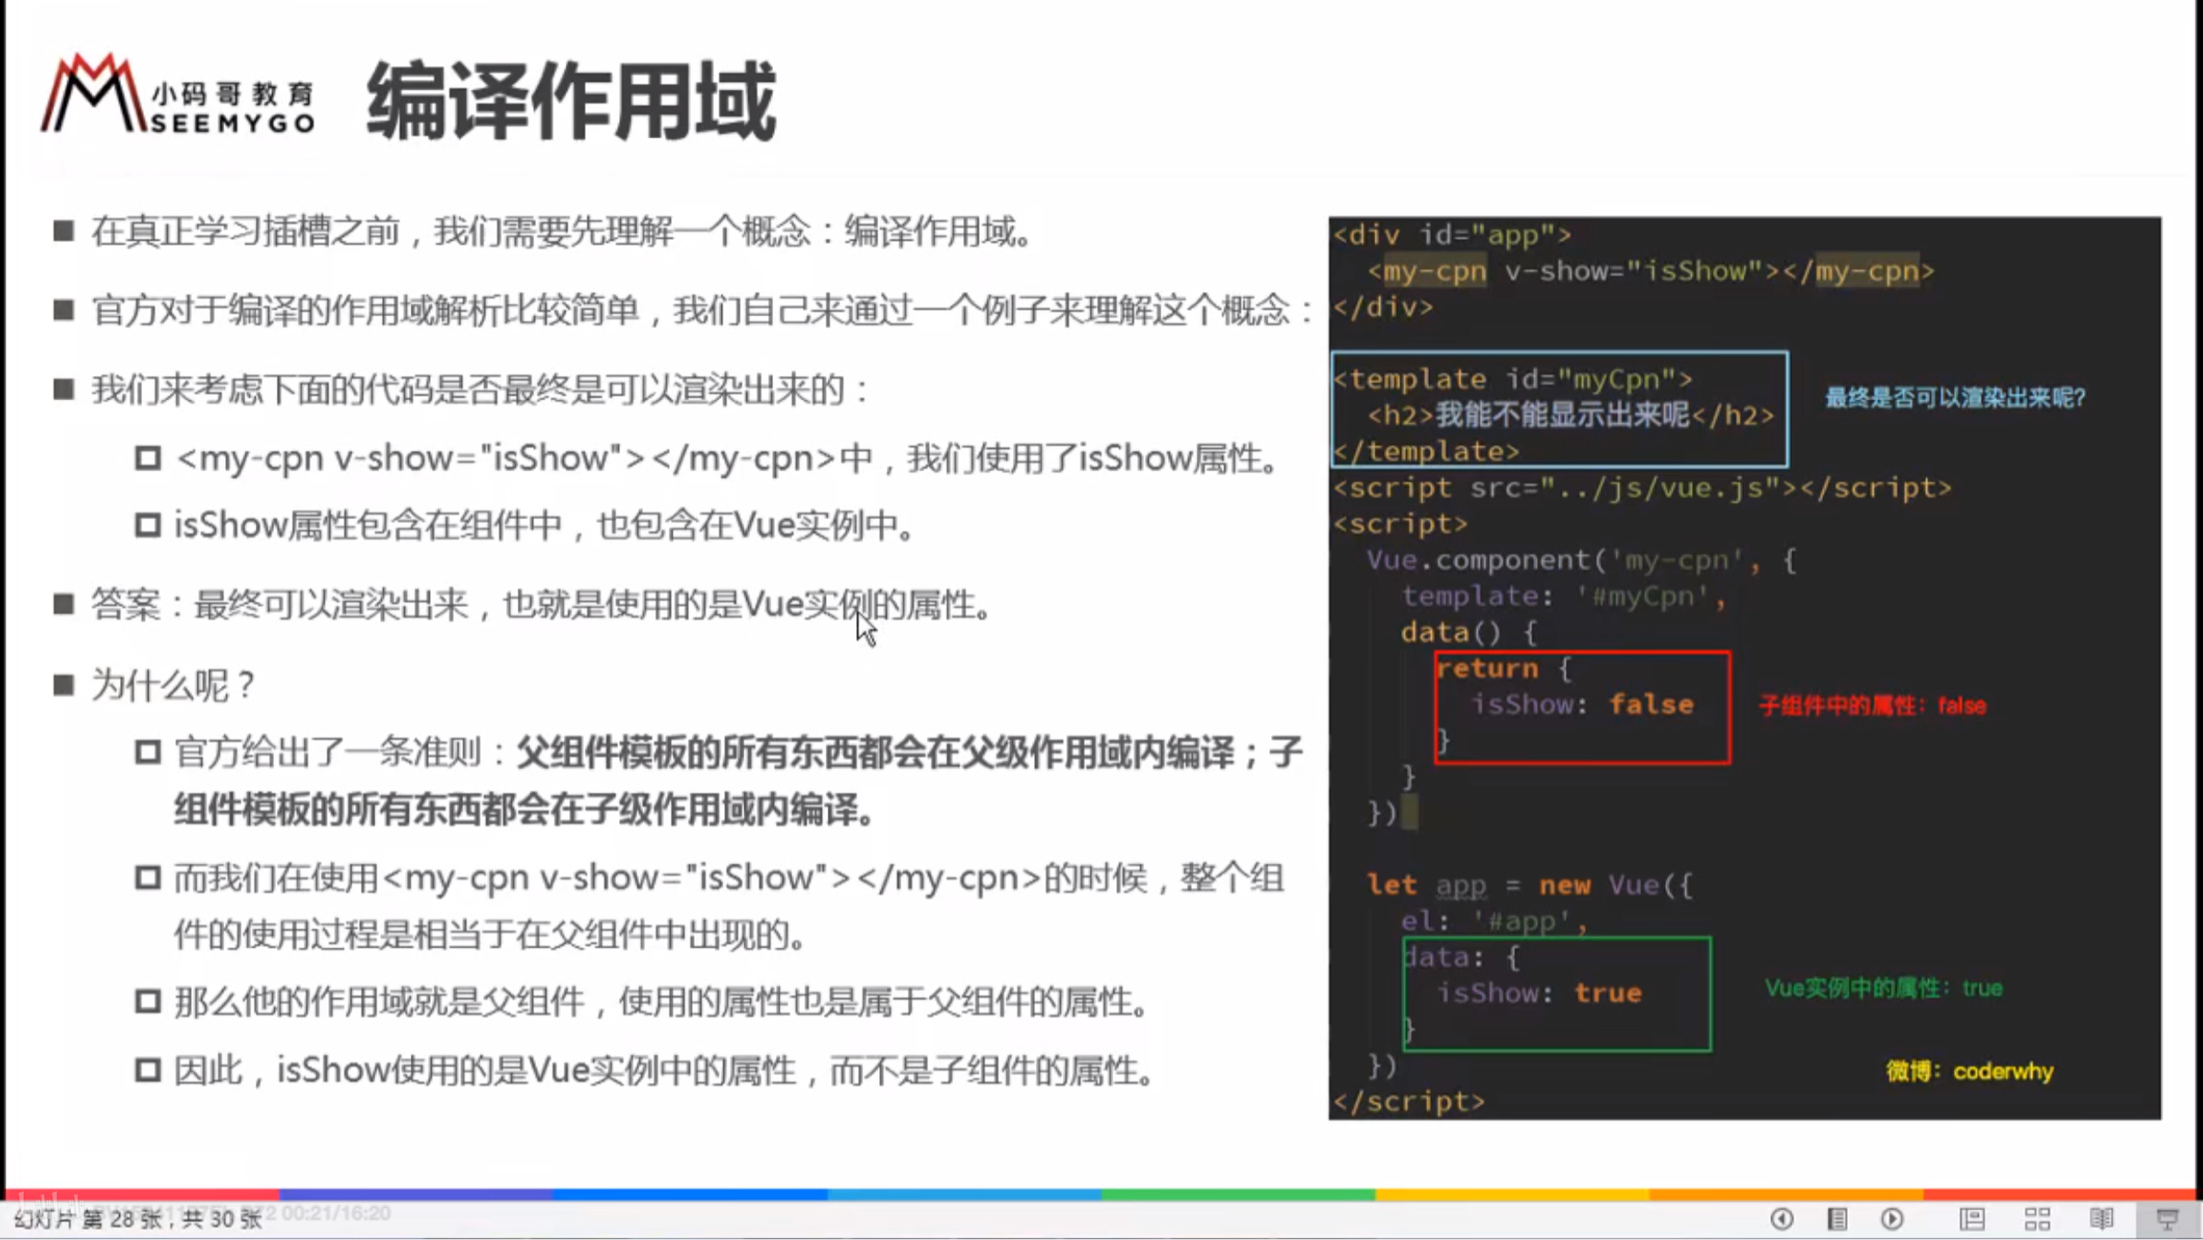 小码哥教育
SEEMYGO
编译作用域
在真正学习插槽之前，我们需要先理解一个概念：编译作用域。
官方对于编译的作用域解析比较简单，我们自己来通过一个例子来理解这个概念：
我们来考虑下面的代码是否最终是可以渲染出来的：
<my-cpn v-show="isShow"></my-cpn>中，我们使用了isShow属性。
isShow属性包含在组件中，也包含在Vue实例中。
答案：最终可以渲染出来，也就是使用的是Vue实例的属性。
为什么呢？
官方给出了一条准则：父组件模板的所有东西都会在父级作用域内编译；子
组件模板的所有东西都会在子级作用域内编译。
而我们在使用<my-cpn v-show="isShow"></my-cpn>的时候，整个组
件的使用过程是相当于在父组件中出现的。
那么他的作用域就是父组件，使用的属性也是属于父组件的属性。
因此，isShow使用的是Vue实例中的属性，而不是子组件的属性。
<div id="app">
<my-cpn v-show="isShow"></my-cpn>
</div>
<template id="myCpn">
<h2>我能不能显示出来呢</h2>
</template>
最终是否可以渲染出来呢?
<script src="../js/vue.js"></script>
<script>
Vue.component('my-cpn', {
template: '#myCpn',
data() {
return {
isShow: false
}
子组件中的属性：false
}
})
let app = new Vue({
el: '#app',
data: {
isShow: true
}
Vue实例中的属性：true
})
微博：coderwhy
</script>
幻灯片 第 28 张，共 30 张
00:21/16:20